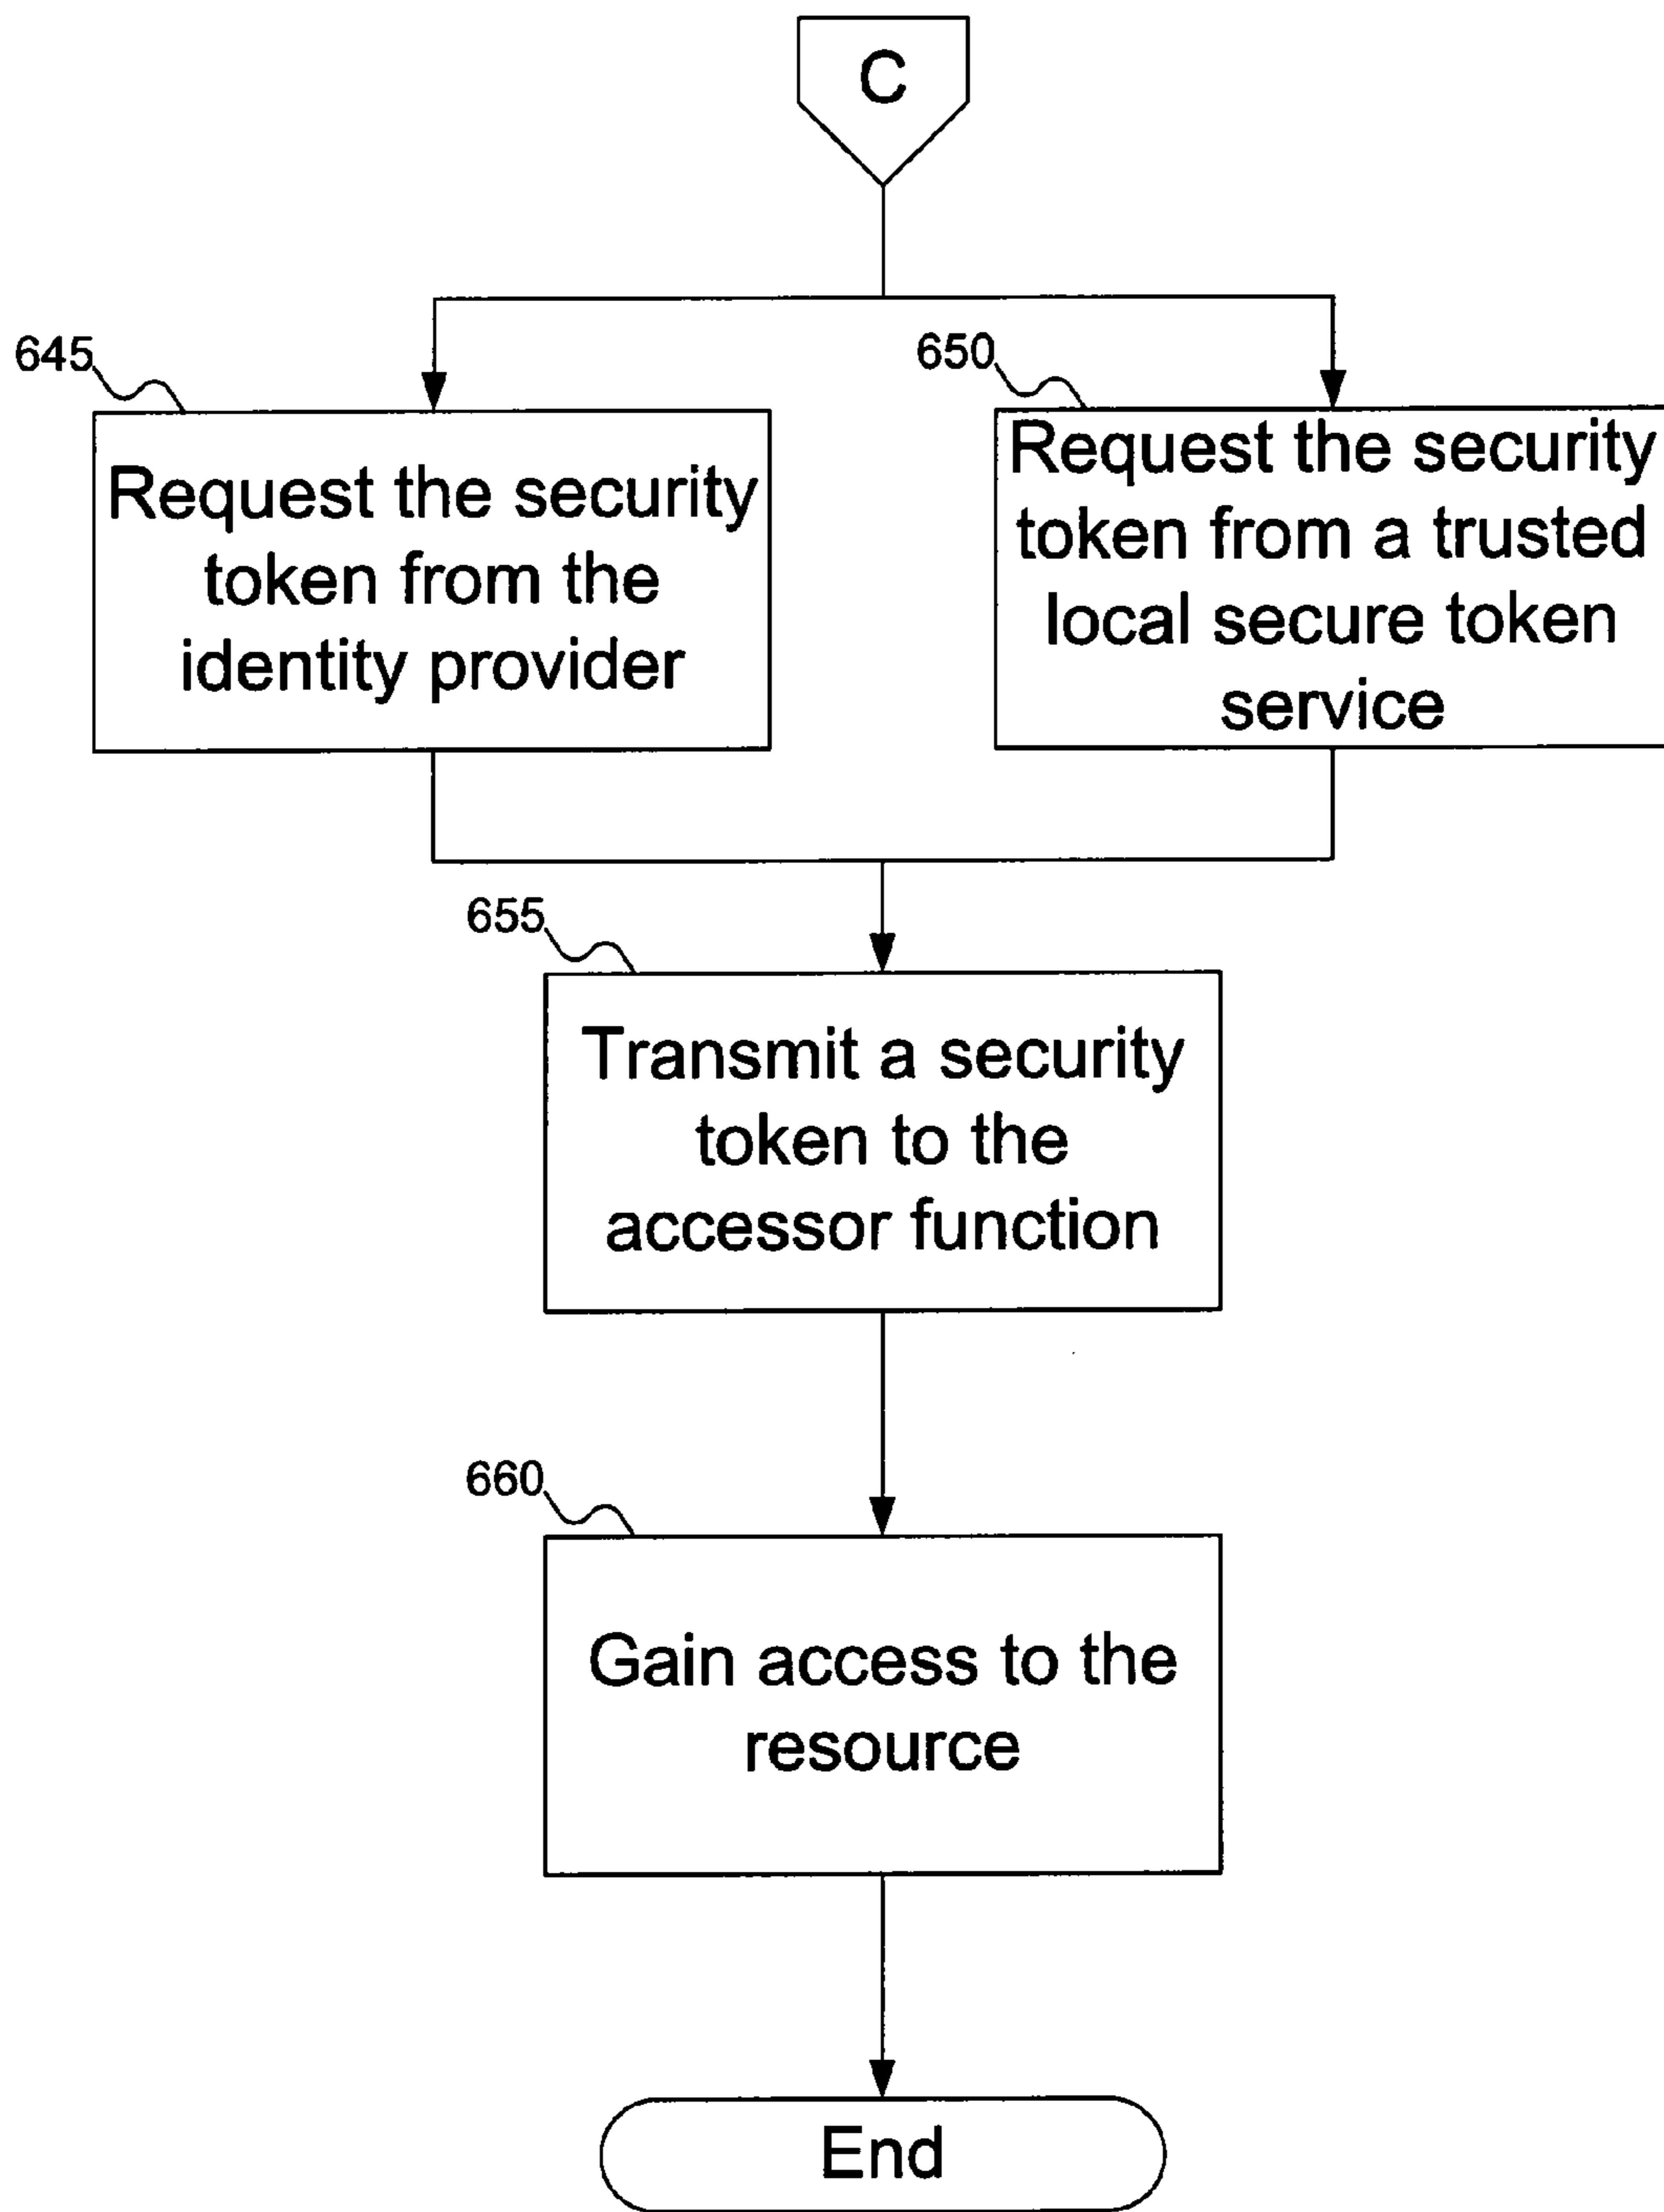 C
645
Request the security
token from the
identity provider
650
Request the security
token from a trusted
local secure token
service
655
Transmit a security
token to the
accessor function
660
Gain access to the
resource
End